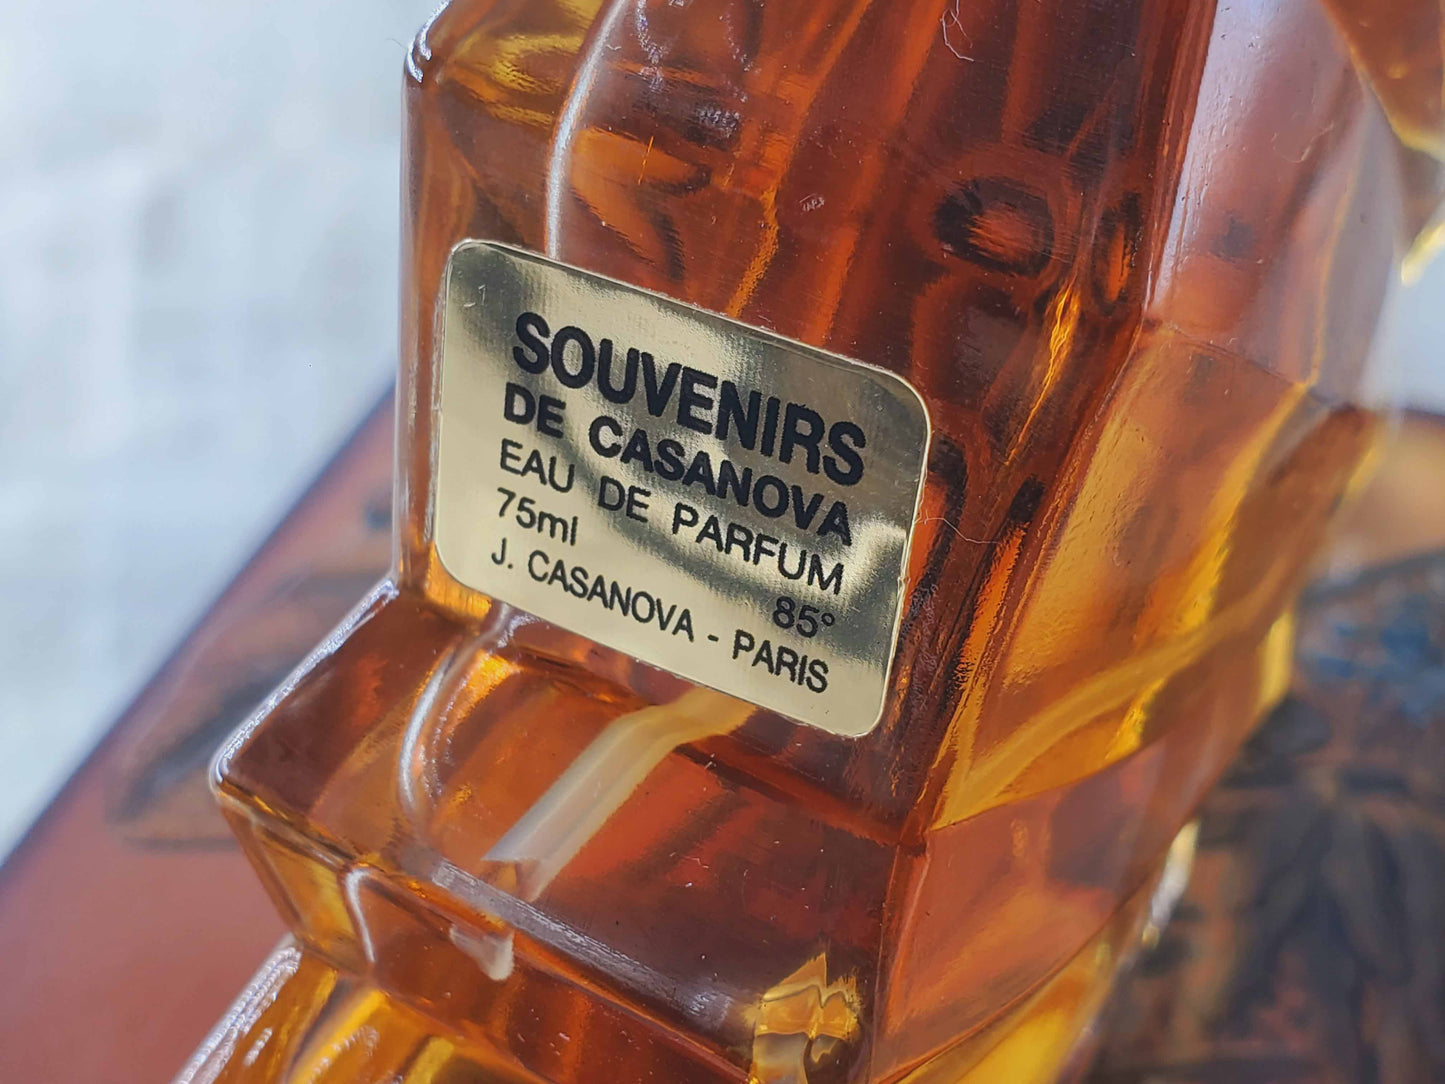 SOUVENIRS
DE CASANOVA
EAU DE PARFUM
75ml 85°
J. CASANOVA - PARIS